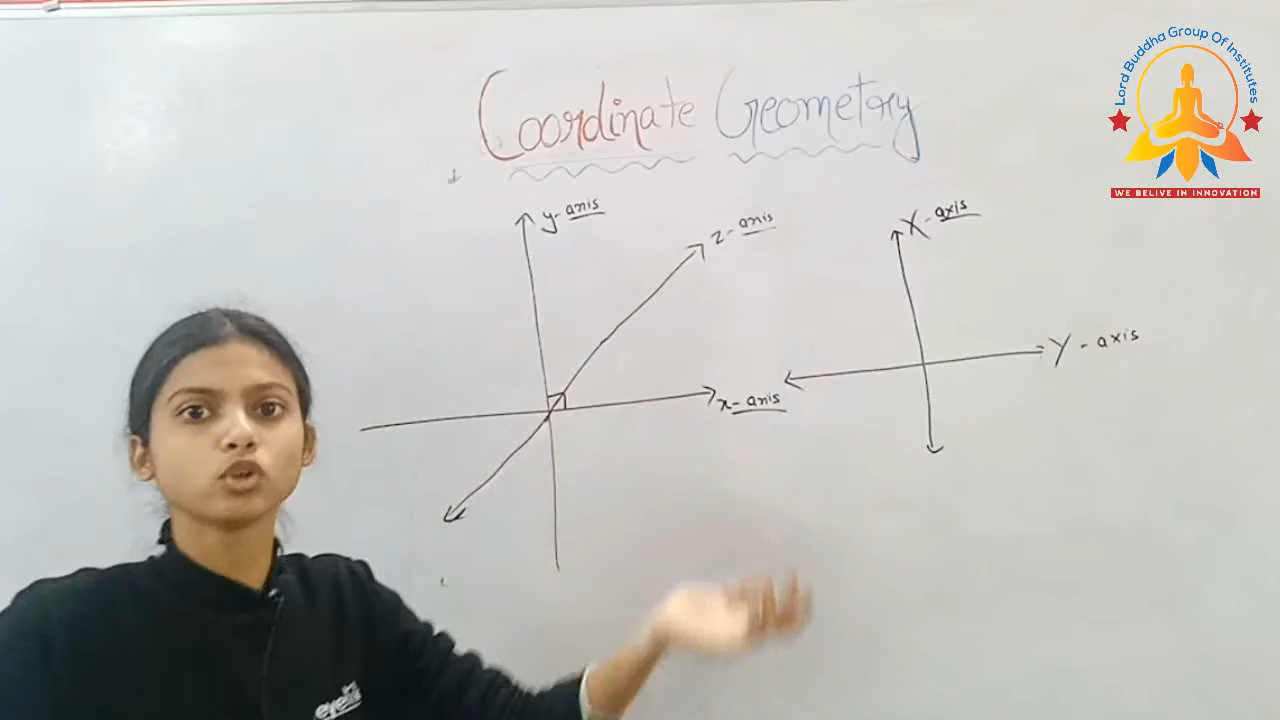 Coordinate Geometry
y-axis
z-axis
x-axis
X-axis
Y-axis
Lord Buddha Group Of Institutes
WE BELIVE IN INNOVATION